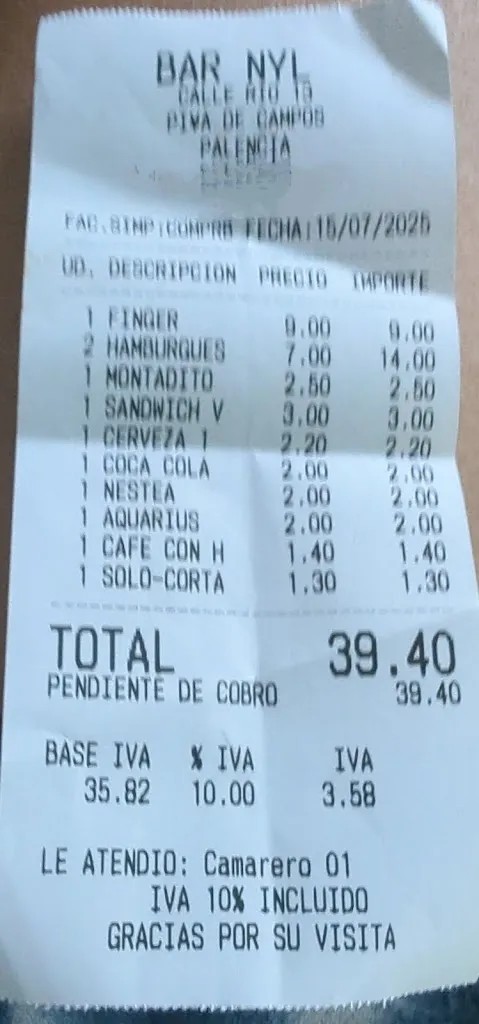 BAR NYL
CALLE RIO 13
DE CAMPOS
PALENCIA
FAC.SIMP: FECHA:15/07/2025
UD. DESCRIPCION PRECIO IMPORTE
1 FINGER 9.00 9.00
2 HAMBURGUES 7.00 14.00
1 MONTADITO 2.50 2.50
1 SANDWICH V 3.00 3.00
1 CERVEZA 1 2.20 2.20
1 COCA COLA 2.00 2.00
1 NESTEA 2.00 2.00
1 AQUARIUS 2.00 2.00
1 CAFE CON H 1.40 1.40
1 SOLO-CORTA 1.30 1.30
TOTAL 39.40
PENDIENTE DE COBRO 39.40
BASE IVA % IVA IVA
35.82 10.00 3.58
LE ATENDIO: Camarero 01
IVA 10% INCLUIDO
GRACIAS POR SU VISITA